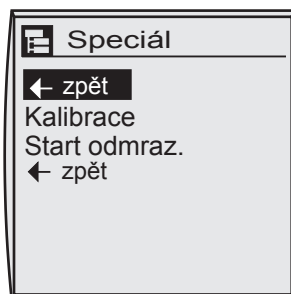 Speciál
← zpět
Kalibrace
Start odmraz.
← zpět